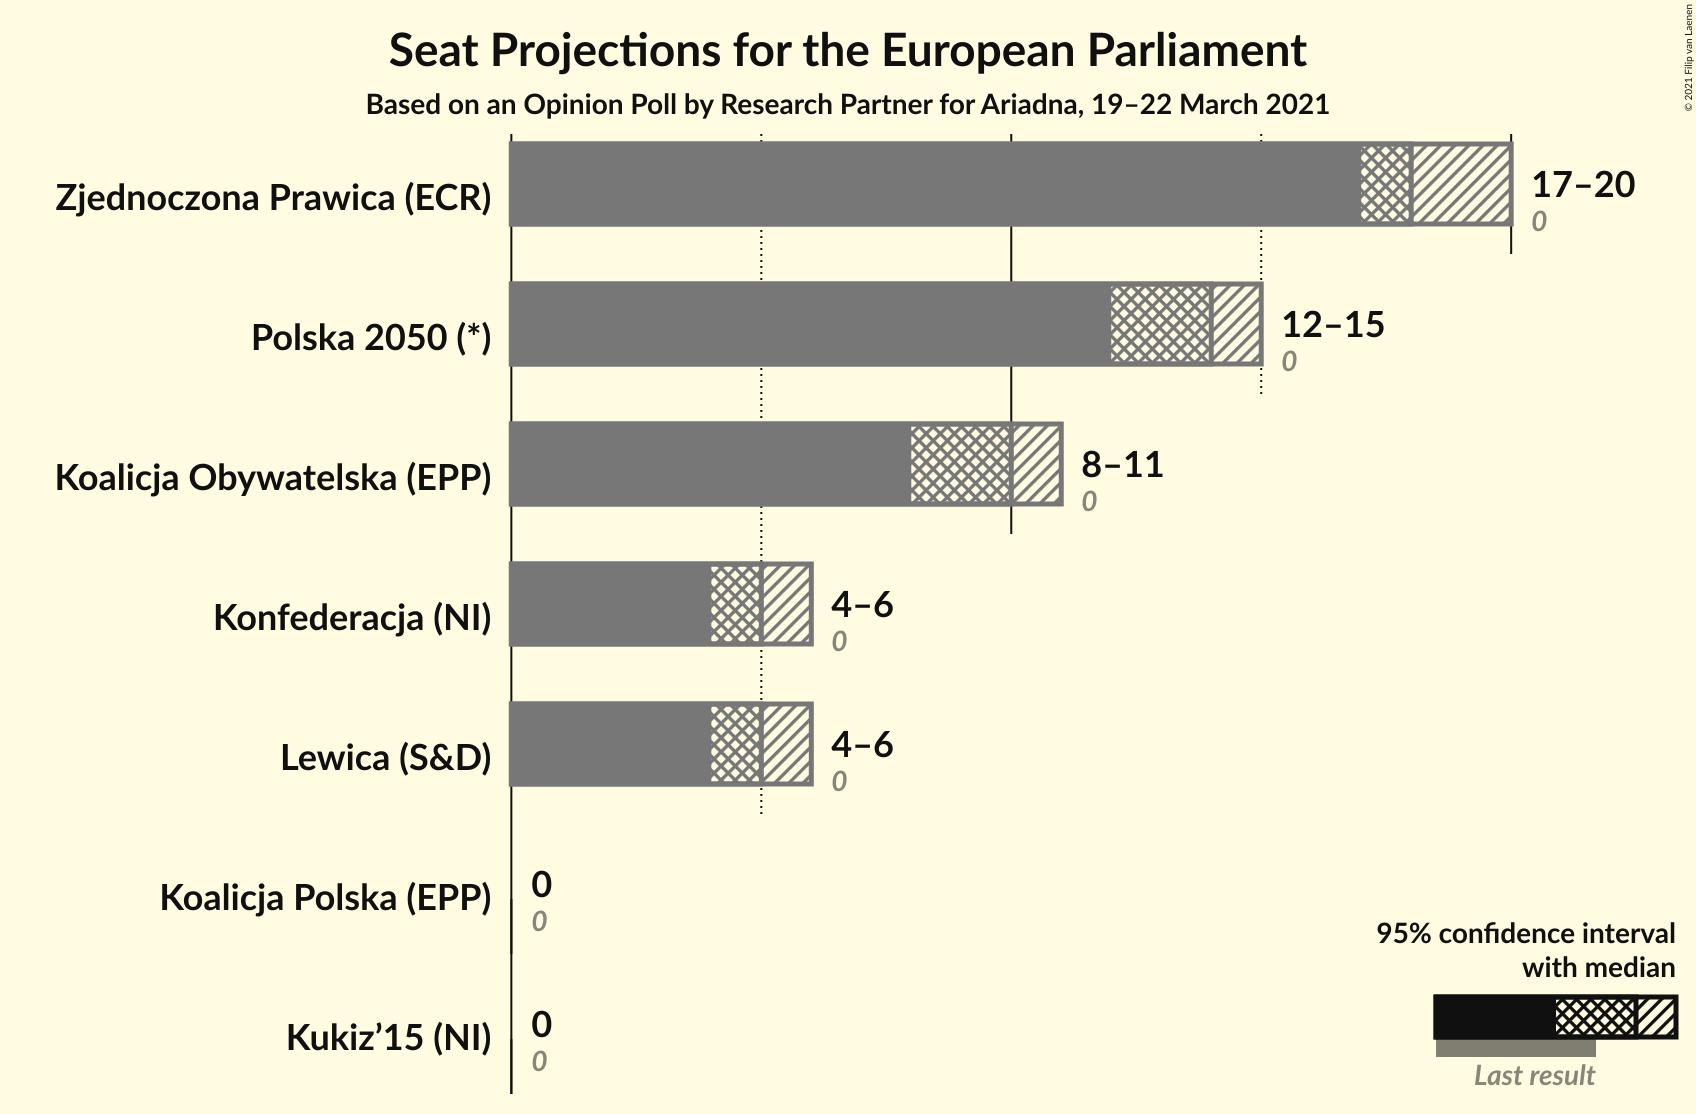 Seat Projections for the European Parliament
Based on an Opinion Poll by Research Partner for Ariadna, 19–22 March 2021
© 2021 Filip van Laenen
Zjednoczona Prawica (ECR)
17–20
0
Polska 2050 (*)
12–15
0
Koalicja Obywatelska (EPP)
8–11
0
Konfederacja (NI)
4–6
0
Lewica (S&D)
4–6
0
Koalicja Polska (EPP)
0
0
Kukiz’15 (NI)
0
0
95% confidence interval
with median
Last result